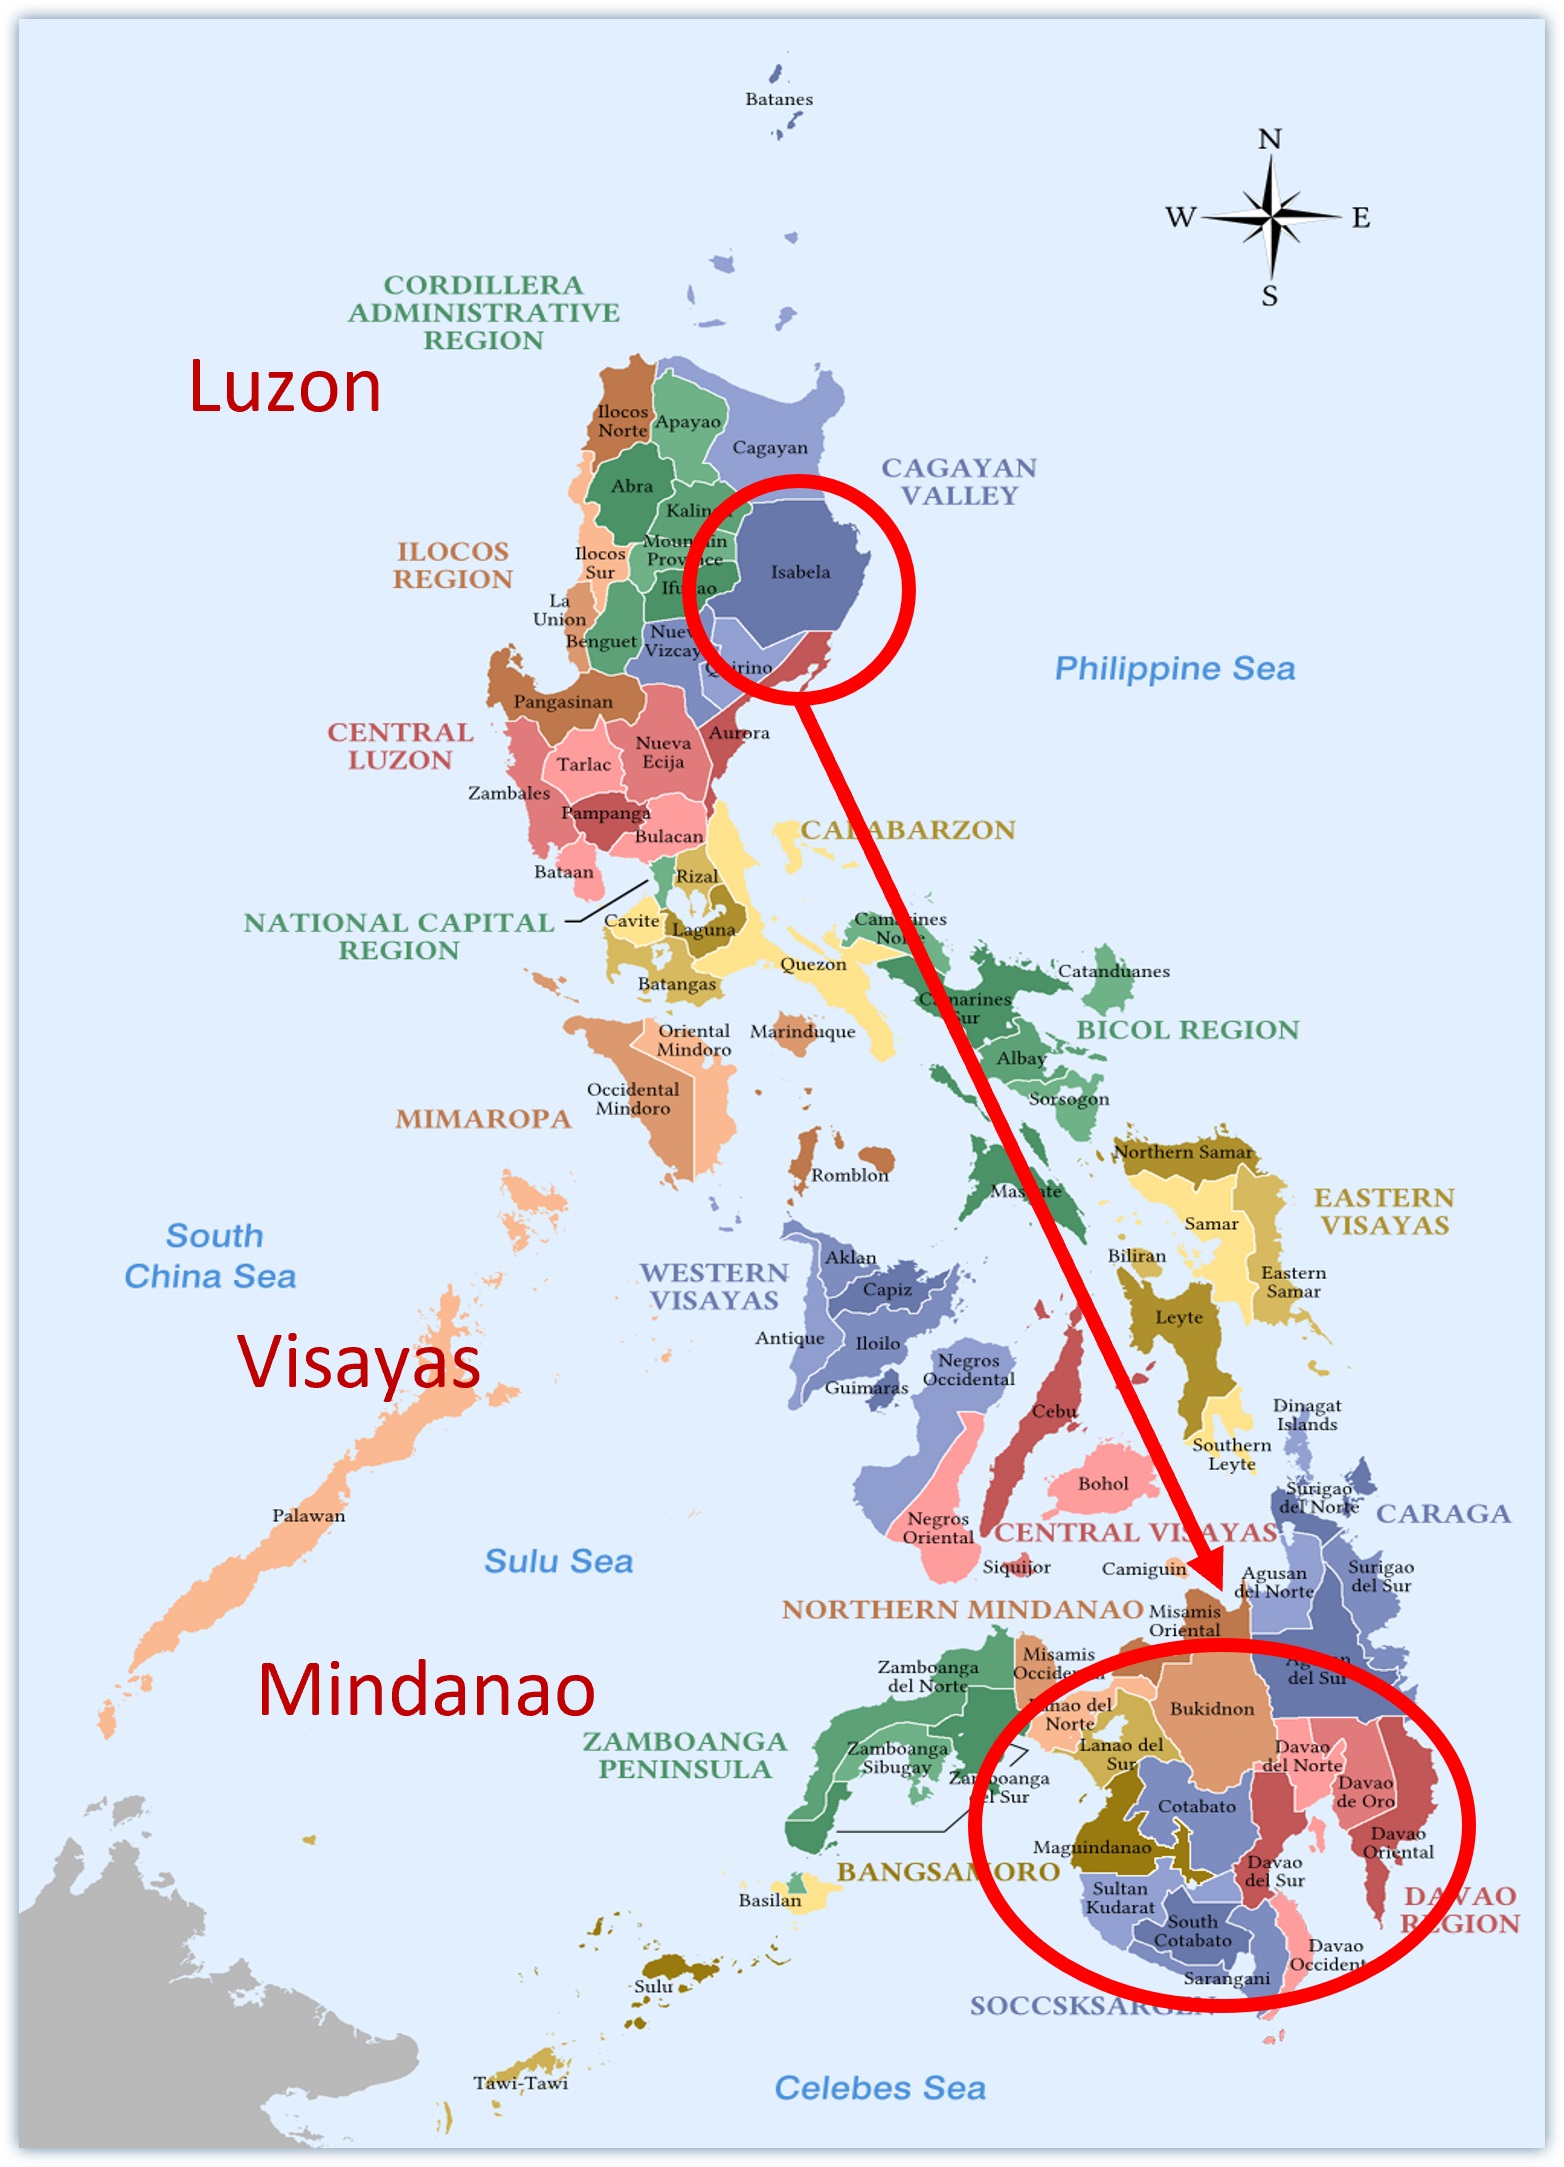 Batanes
N
W
E
S
CORDILLERA
ADMINISTRATIVE
REGION
Luzon
Ilocos
Norte
Apayao
Cagayan
CAGAYAN
VALLEY
Abra
Kalinga
ILOCOS
REGION
Ilocos
Sur
Mountain
Province
Isabela
Ifugao
La
Union
Benguet
Nueva
Vizcaya
Quirino
Philippine Sea
Pangasinan
CENTRAL
LUZON
Nueva
Ecija
Aurora
Tarlac
Zambales
Pampanga
Bulacan
CALABARZON
Bataan
Rizal
NATIONAL CAPITAL
REGION
Cavite
Laguna
Camarines
Norte
Quezon
Batangas
Catanduanes
Camarines
Sur
BICOL REGION
Oriental
Mindoro
Marinduque
Albay
Occidental
Mindoro
Sorsogon
MIMAROPA
Romblon
Masbate
Northern Samar
EASTERN
VISAYAS
Samar
South
China Sea
WESTERN
VISAYAS
Aklan
Capiz
Biliran
Eastern
Samar
Leyte
Antique
Iloilo
Visayas
Guimaras
Negros
Occidental
Cebu
Dinagat
Islands
Southern
Leyte
Bohol
Palawan
Surigao
del Norte
CARAGA
Negros
Oriental
CENTRAL VISAYAS
Sulu Sea
Siquijor
Camiguin
Agusan
del Norte
Surigao
del Sur
NORTHERN MINDANAO
Misamis
Oriental
Mindanao
Zamboanga
del Norte
Misamis
Occidental
Agusan
del Sur
Lanao del
Norte
Bukidnon
ZAMBOANGA
PENINSULA
Zamboanga
Sibugay
Lanao del
Sur
Davao
del Norte
Zamboanga
del Sur
Davao
de Oro
Cotabato
Maguindanao
Davao
Oriental
BANGSAMORO
Basilan
Davao
del Sur
Sultan
Kudarat
DAVAO
REGION
South
Cotabato
Davao
Occidental
Sarangani
Sulu
SOCCSKSARGEN
Tawi-Tawi
Celebes Sea